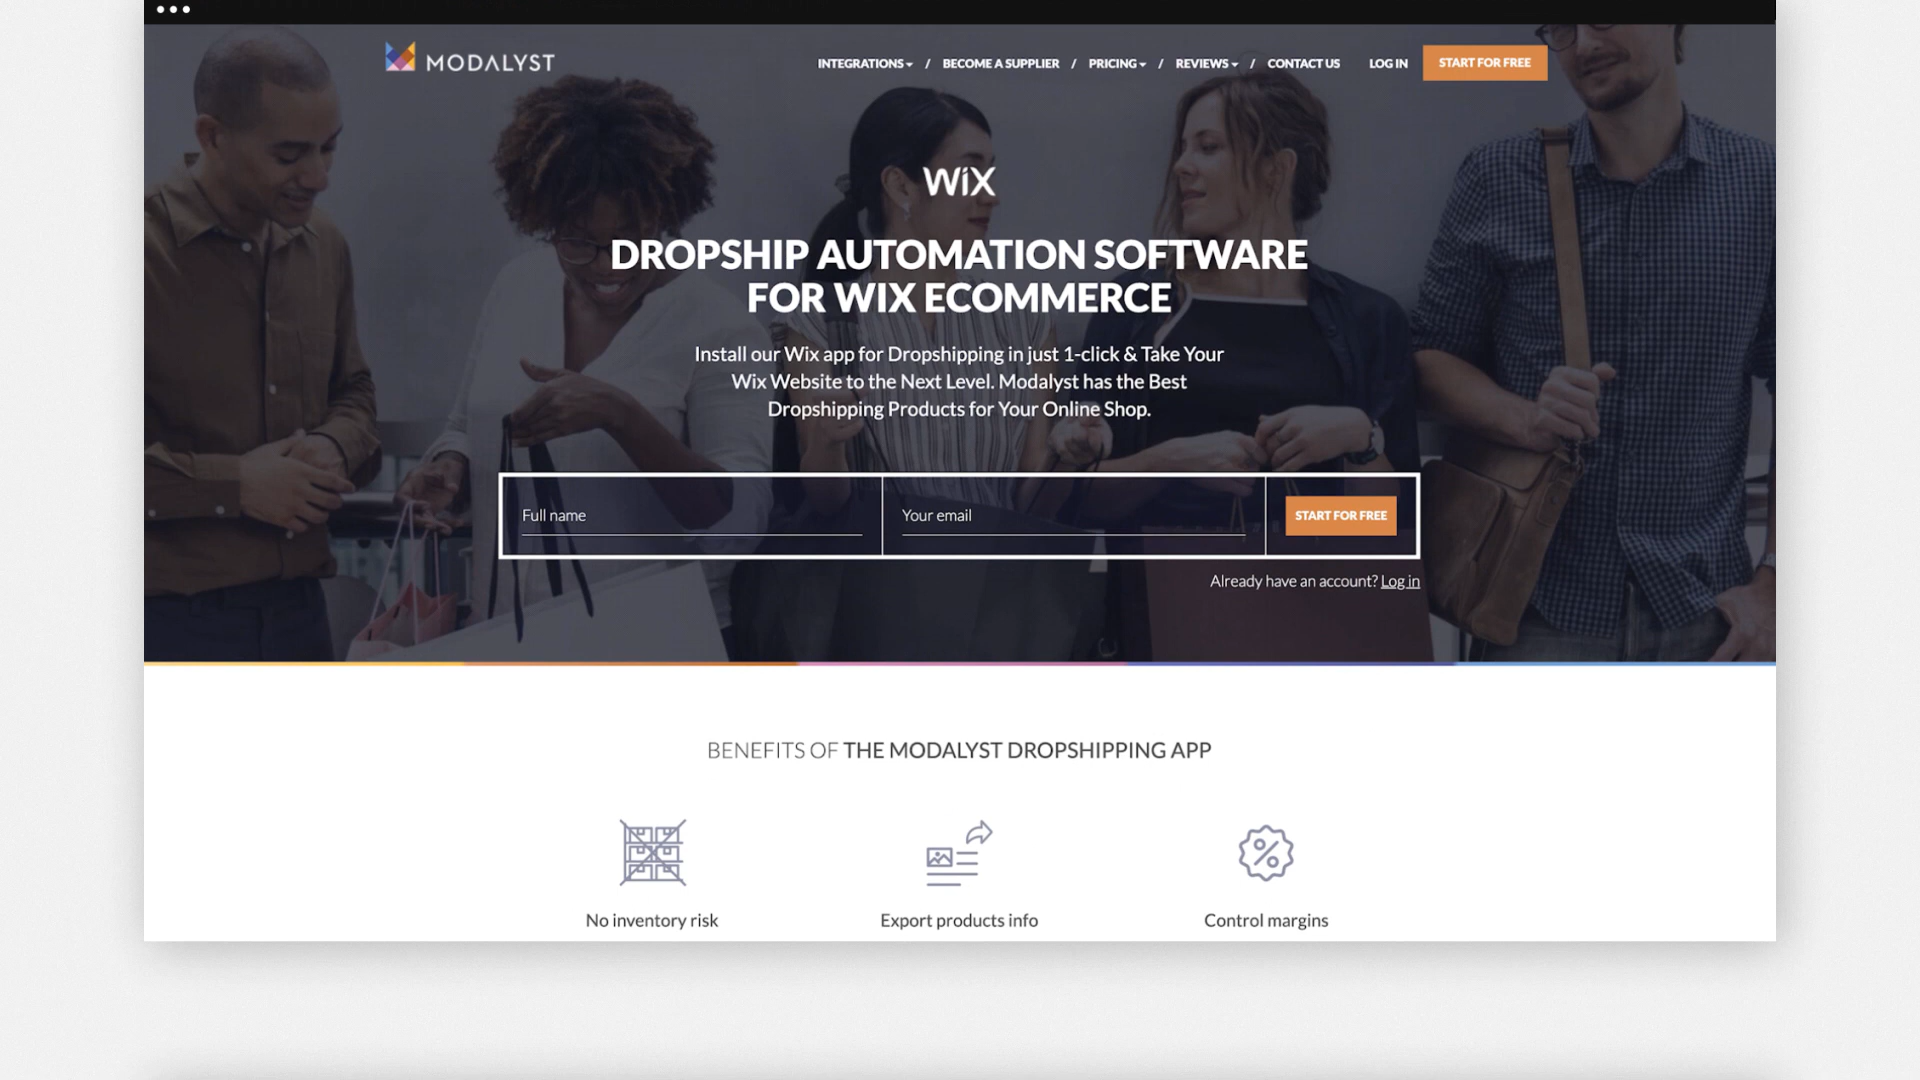 MODALYST
INTEGRATIONS / BECOME A SUPPLIER / PRICING / REVIEWS / CONTACT US LOG IN START FOR FREE
WiX
DROPSHIP AUTOMATION SOFTWARE
FOR WIX ECOMMERCE
Install our Wix app for Dropshipping in just 1-click & Take Your
Wix Website to the Next Level. Modalyst has the Best
Dropshipping Products for Your Online Shop.
Full name Your email START FOR FREE
Already have an account? Log in
BENEFITS OF THE MODALYST DROPSHIPPING APP
No inventory risk Export products info Control margins